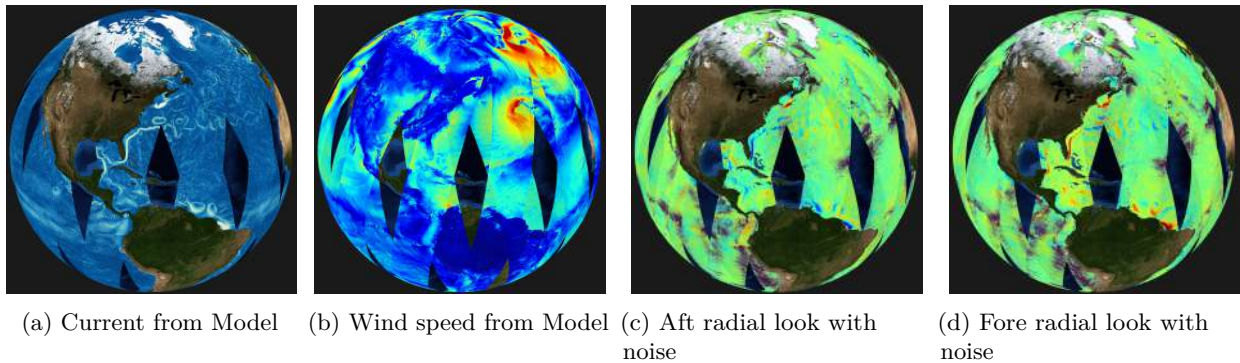 (a) Current from Model
(b) Wind speed from Model
(c) Aft radial look with
noise
(d) Fore radial look with
noise